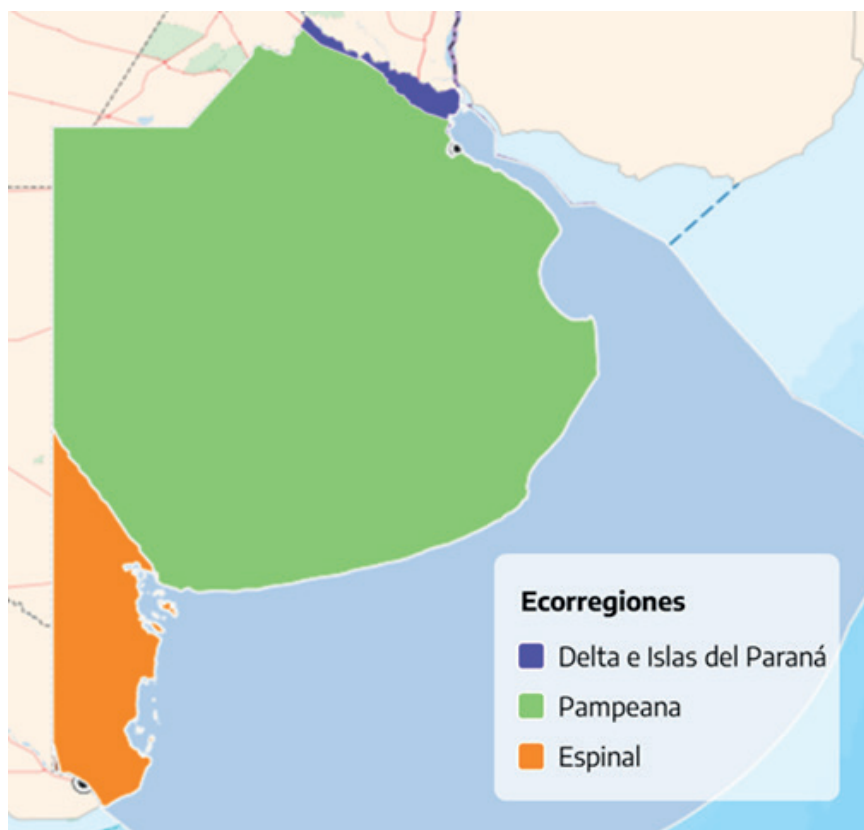 Ecorregiones
Delta e Islas del Paraná
Pampeana
Espinal